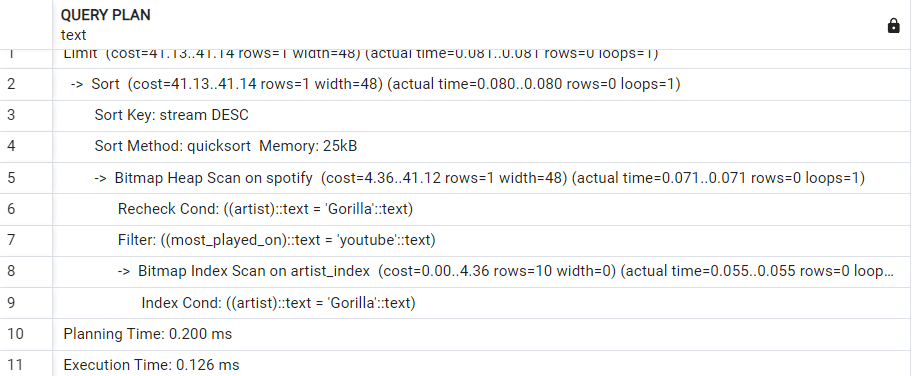 QUERY PLAN
text
1 Limit (cost=41.13..41.14 rows=1 width=48) (actual time=0.081..0.081 rows=0 loops=1)
2 -> Sort (cost=41.13..41.14 rows=1 width=48) (actual time=0.080..0.080 rows=0 loops=1)
3 Sort Key: stream DESC
4 Sort Method: quicksort Memory: 25kB
5 -> Bitmap Heap Scan on spotify (cost=4.36..41.12 rows=1 width=48) (actual time=0.071..0.071 rows=0 loops=1)
6 Recheck Cond: ((artist)::text = 'Gorilla'::text)
7 Filter: ((most_played_on)::text = 'youtube'::text)
8 -> Bitmap Index Scan on artist_index (cost=0.00..4.36 rows=10 width=0) (actual time=0.055..0.055 rows=0 loop...
9 Index Cond: ((artist)::text = 'Gorilla'::text)
10 Planning Time: 0.200 ms
11 Execution Time: 0.126 ms